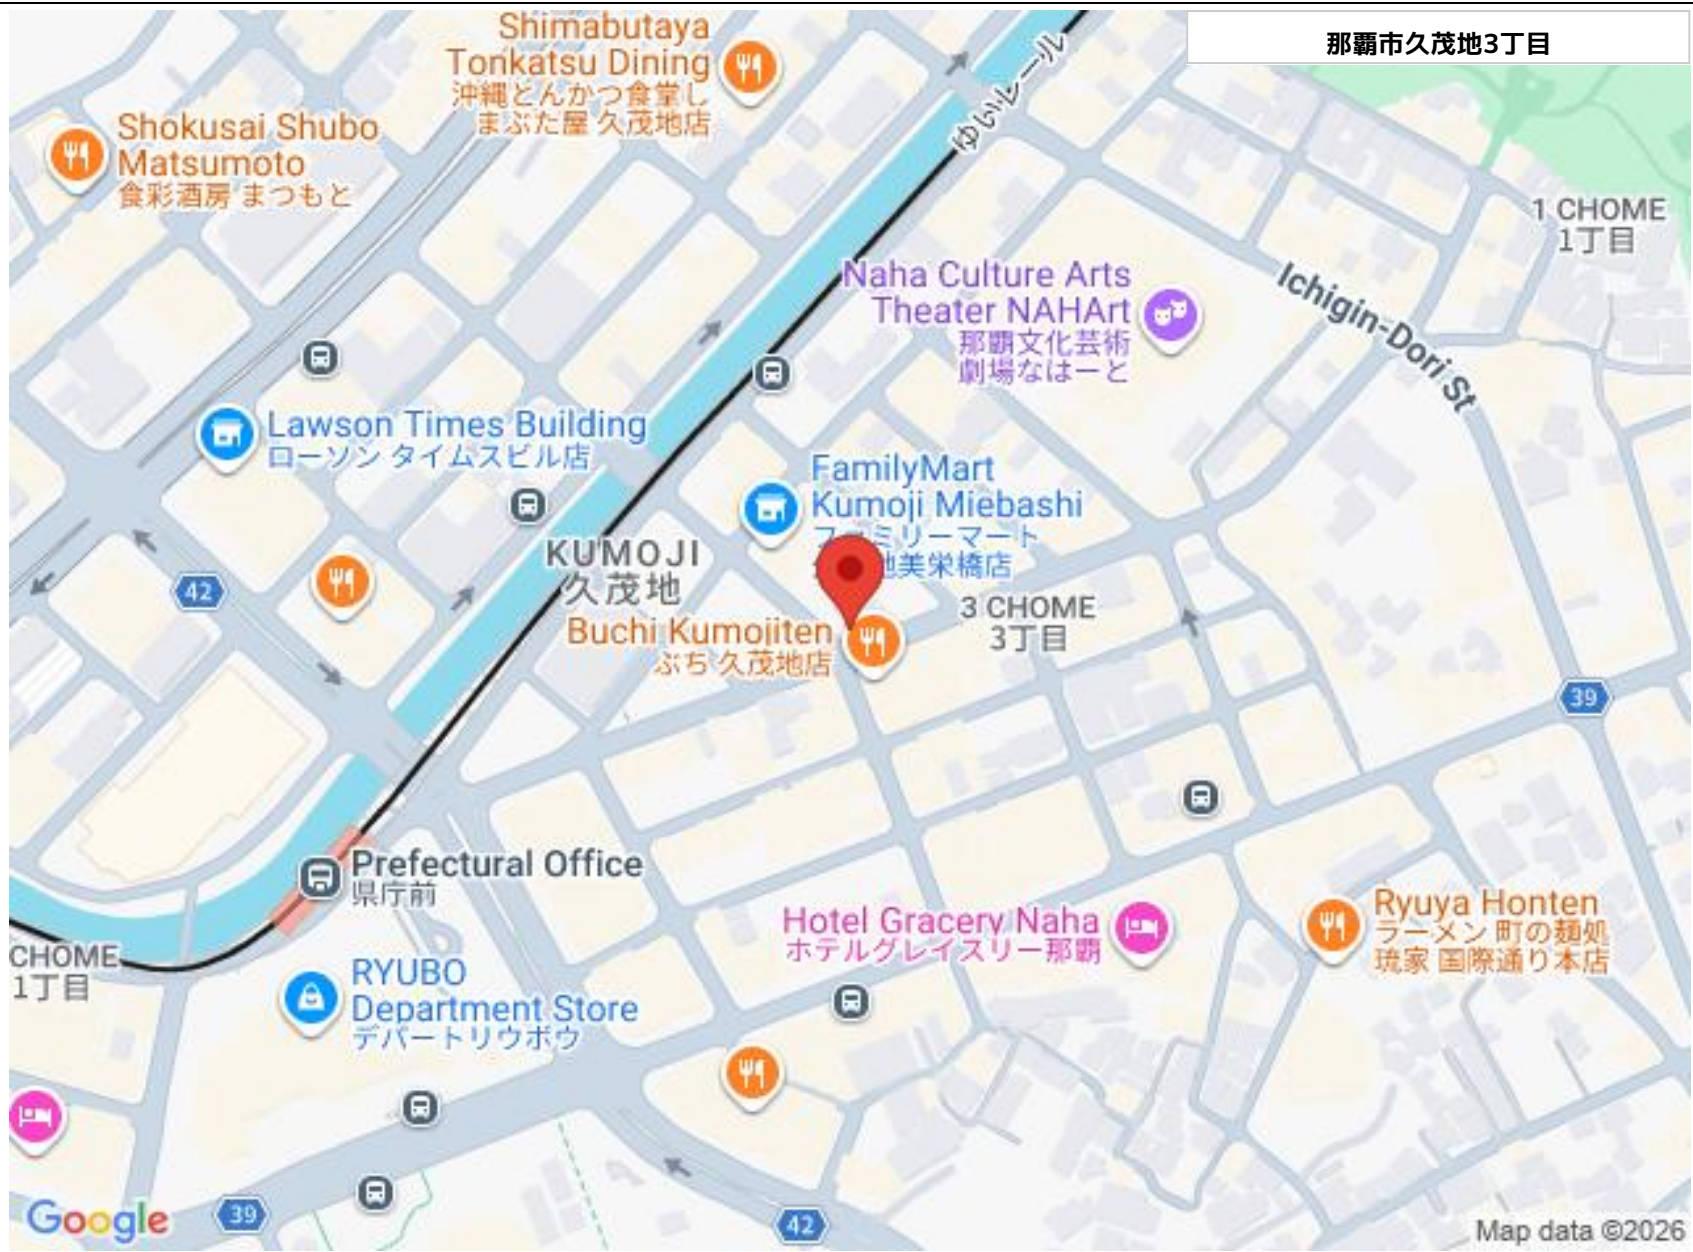 那覇市久茂地3丁目
Shimabutaya
Tonkatsu Dining
沖縄とんかつ食堂し
まぶた屋 久茂地店
ゆいレール
Shokusai Shubo
Matsumoto
食彩酒房 まつもと
1 CHOME
1丁目
Naha Culture Arts
Theater NAHArt
那覇文化芸術
劇場なはーと
Ichigin-Dori St
Lawson Times Building
ローソン タイムスビル店
FamilyMart
Kumoji Miebashi
ファミリーマート
地美栄橋店
KUMOJI
久茂地
42
3 CHOME
3丁目
Buchi Kumojiten
ぶち 久茂地店
39
Prefectural Office
県庁前
Hotel Gracery Naha
ホテルグレイスリー那覇
Ryuya Honten
ラーメン 町の麺処
琉家 国際通り本店
CHOME
1丁目
RYUBO
Department Store
デパートリウボウ
Google
39
42
Map data ©2026